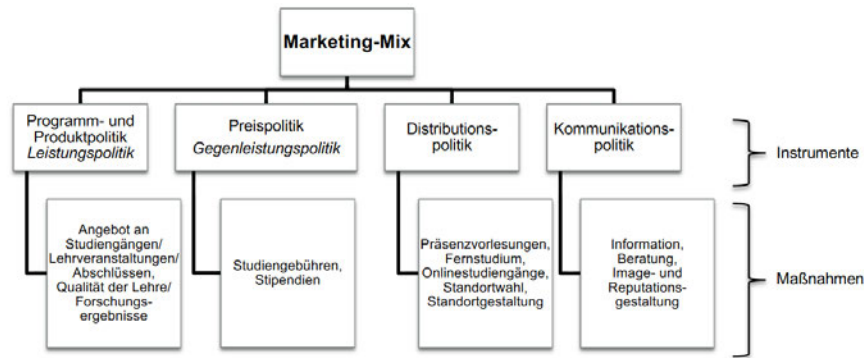 Marketing-Mix
Programm- und
Produktpolitik
Leistungspolitik
Preispolitik
Gegenleistungspolitik
Distributions-
politik
Kommunikations-
politik
Instrumente
Angebot an
Studiengängen/
Lehrveranstaltungen/
Abschlüssen,
Qualität der Lehre/
Forschungs-
ergebnisse
Studiengebühren,
Stipendien
Präsenzvorlesungen,
Fernstudium,
Onlinestudiengänge,
Standortwahl,
Standortgestaltung
Information,
Beratung,
Image- und
Reputations-
gestaltung
Maßnahmen